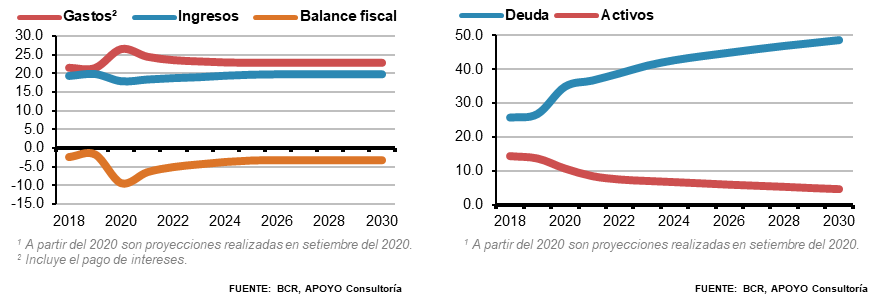 Gastos² Ingresos Balance fiscal
30.0
25.0
20.0
15.0
10.0
5.0
0.0
-5.0
-10.0
-15.0
2018 2020 2022 2024 2026 2028 2030
¹ A partir del 2020 son proyecciones realizadas en setiembre del 2020.
² Incluye el pago de intereses.
FUENTE: BCR, APOYO Consultoría
Deuda Activos
50.0
40.0
30.0
20.0
10.0
0.0
2018 2020 2022 2024 2026 2028 2030
¹ A partir del 2020 son proyecciones realizadas en setiembre del 2020.
FUENTE: BCR, APOYO Consultoría